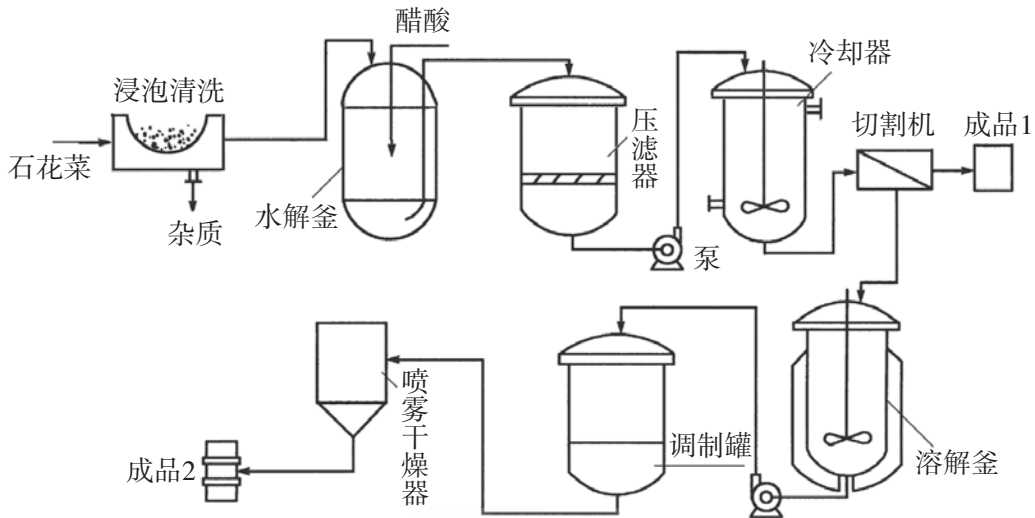 醋酸
冷却器
浸泡清洗
压滤器
切割机
成品1
石花菜
水解釜
杂质
泵
喷雾干燥器
调制罐
溶解釜
成品2